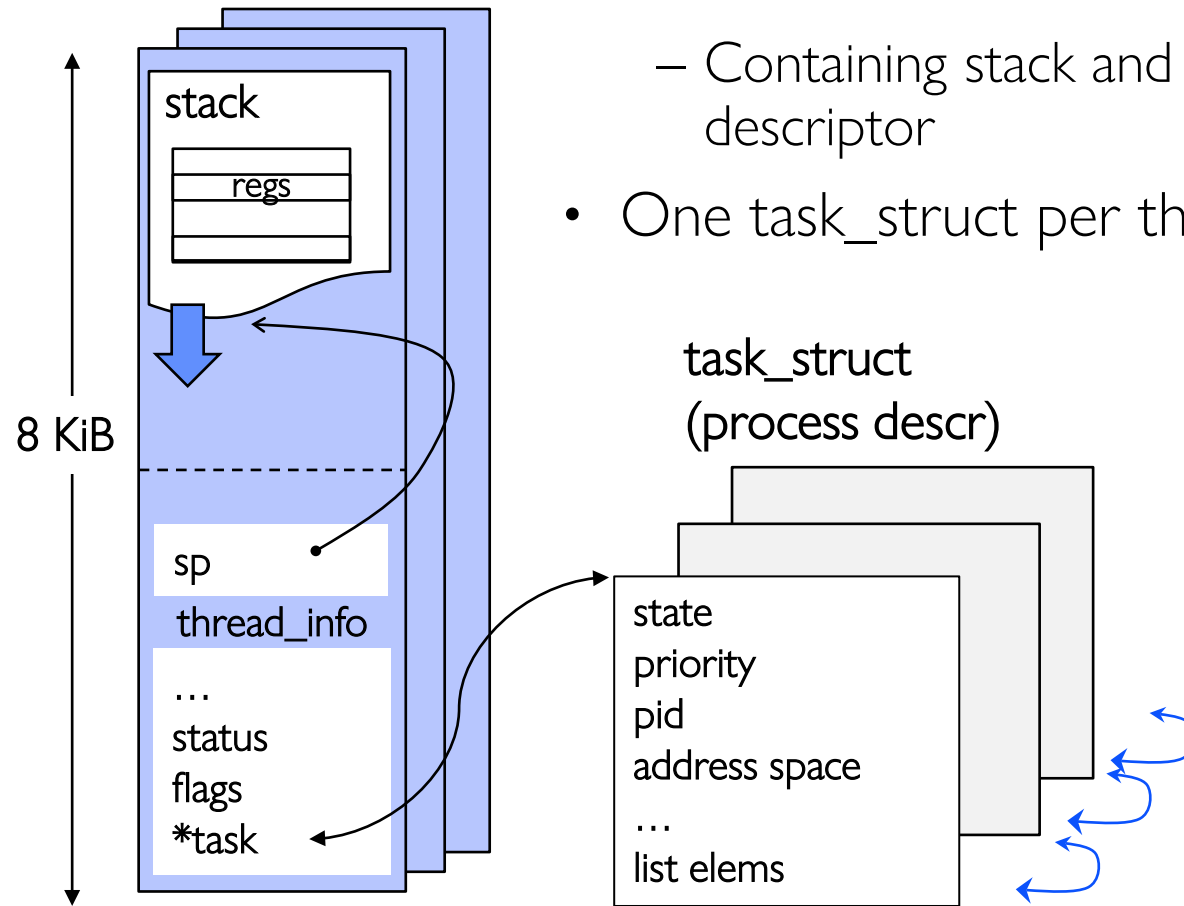 – Containing stack and
descriptor
• One task_struct per th
8 KiB
stack
regs
sp
thread_info
...
status
flags
*task
task_struct
(process descr)
state
priority
pid
address space
...
list elems